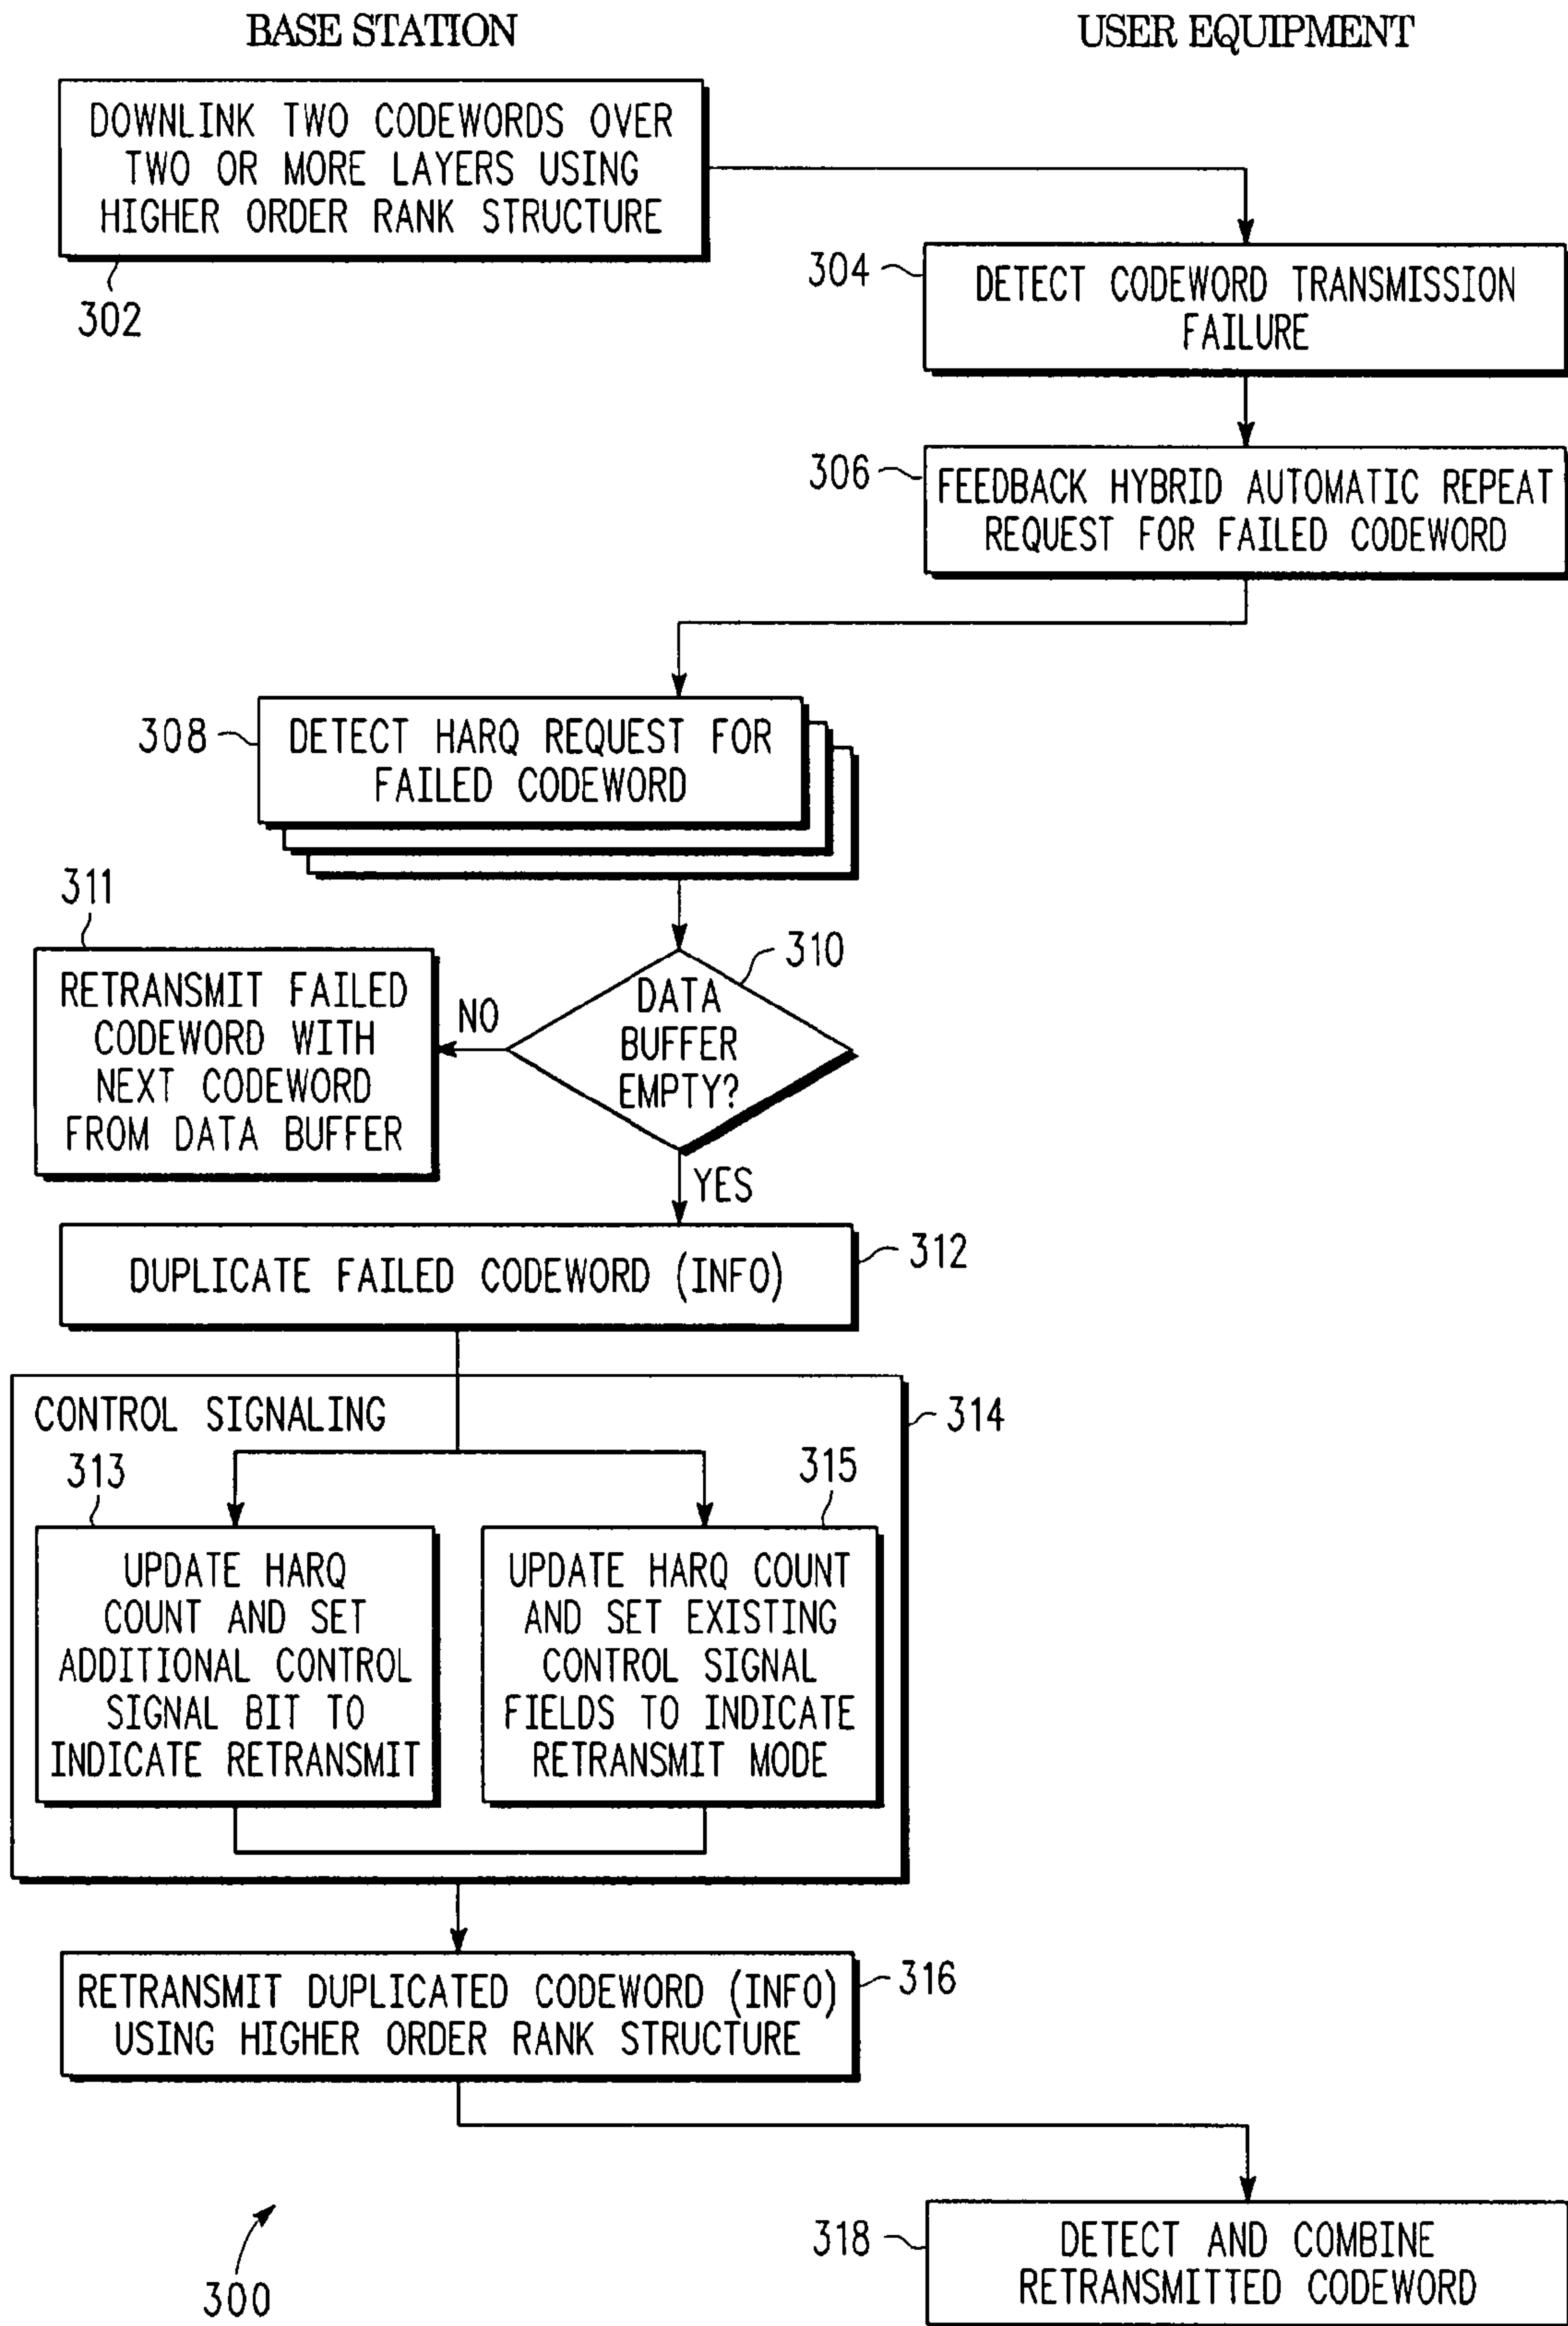 BASE STATION
USER EQUIPMENT
DOWNLINK TWO CODEWORDS OVER
TWO OR MORE LAYERS USING
HIGHER ORDER RANK STRUCTURE
302
304
DETECT CODEWORD TRANSMISSION
FAILURE
306
FEEDBACK HYBRID AUTOMATIC REPEAT
REQUEST FOR FAILED CODEWORD
308
DETECT HARQ REQUEST FOR
FAILED CODEWORD
311
RETRANSMIT FAILED
CODEWORD WITH
NEXT CODEWORD
FROM DATA BUFFER
NO
310
DATA
BUFFER
EMPTY?
YES
DUPLICATE FAILED CODEWORD (INFO)
312
CONTROL SIGNALING
314
313
UPDATE HARQ
COUNT AND SET
ADDITIONAL CONTROL
SIGNAL BIT TO
INDICATE RETRANSMIT
315
UPDATE HARQ COUNT
AND SET EXISTING
CONTROL SIGNAL
FIELDS TO INDICATE
RETRANSMIT MODE
RETRANSMIT DUPLICATED CODEWORD (INFO)
USING HIGHER ORDER RANK STRUCTURE
316
318
DETECT AND COMBINE
RETRANSMITTED CODEWORD
300